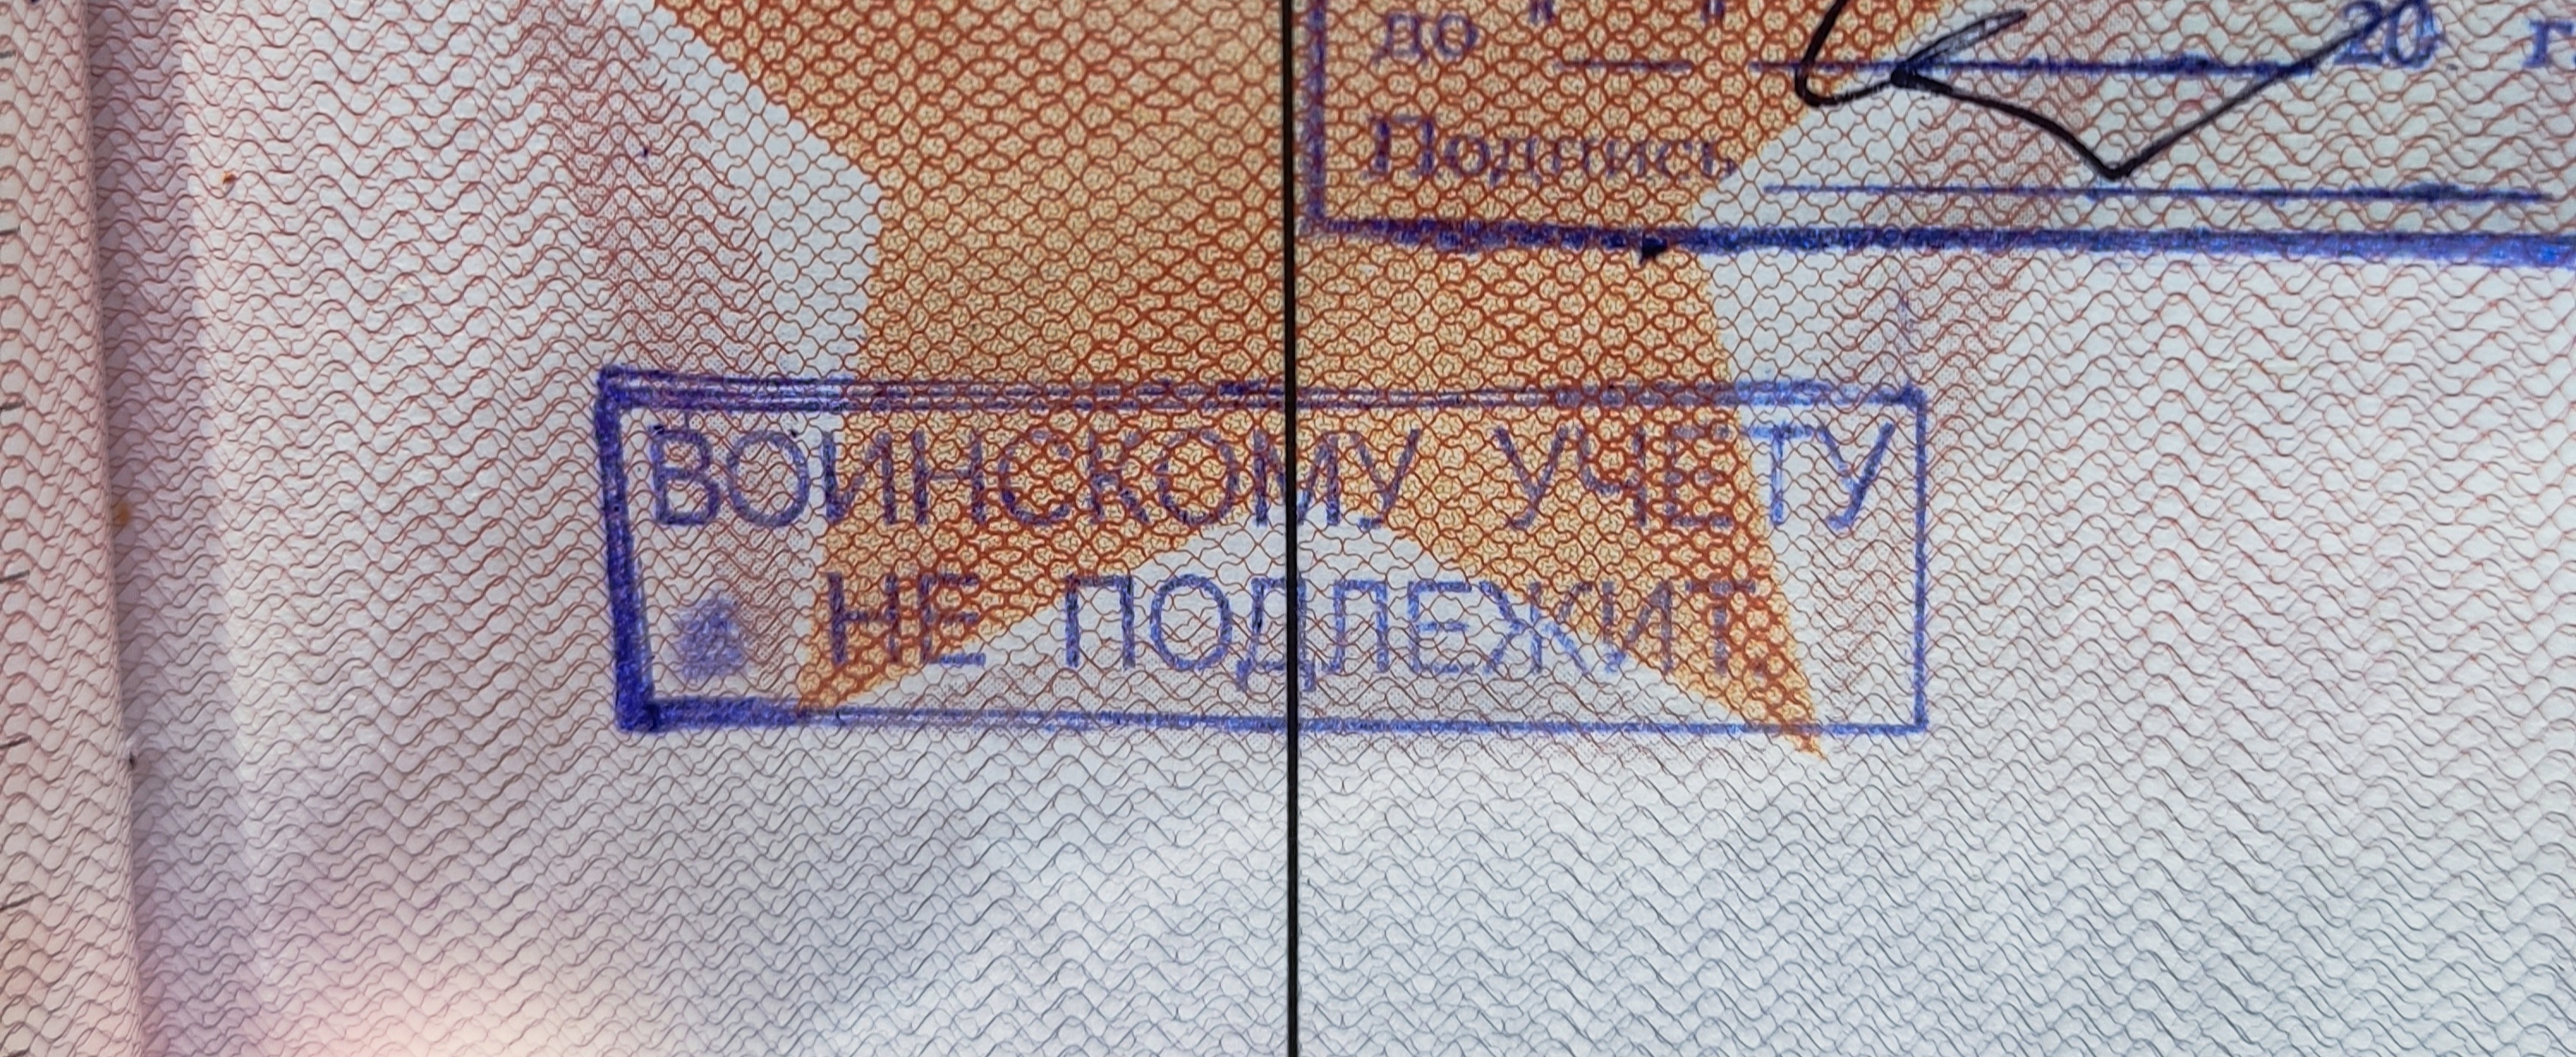 до " " 20 г.
Подпись
ВОИНСКОМУ УЧЕТУ
НЕ ПОДЛЕЖИТ.